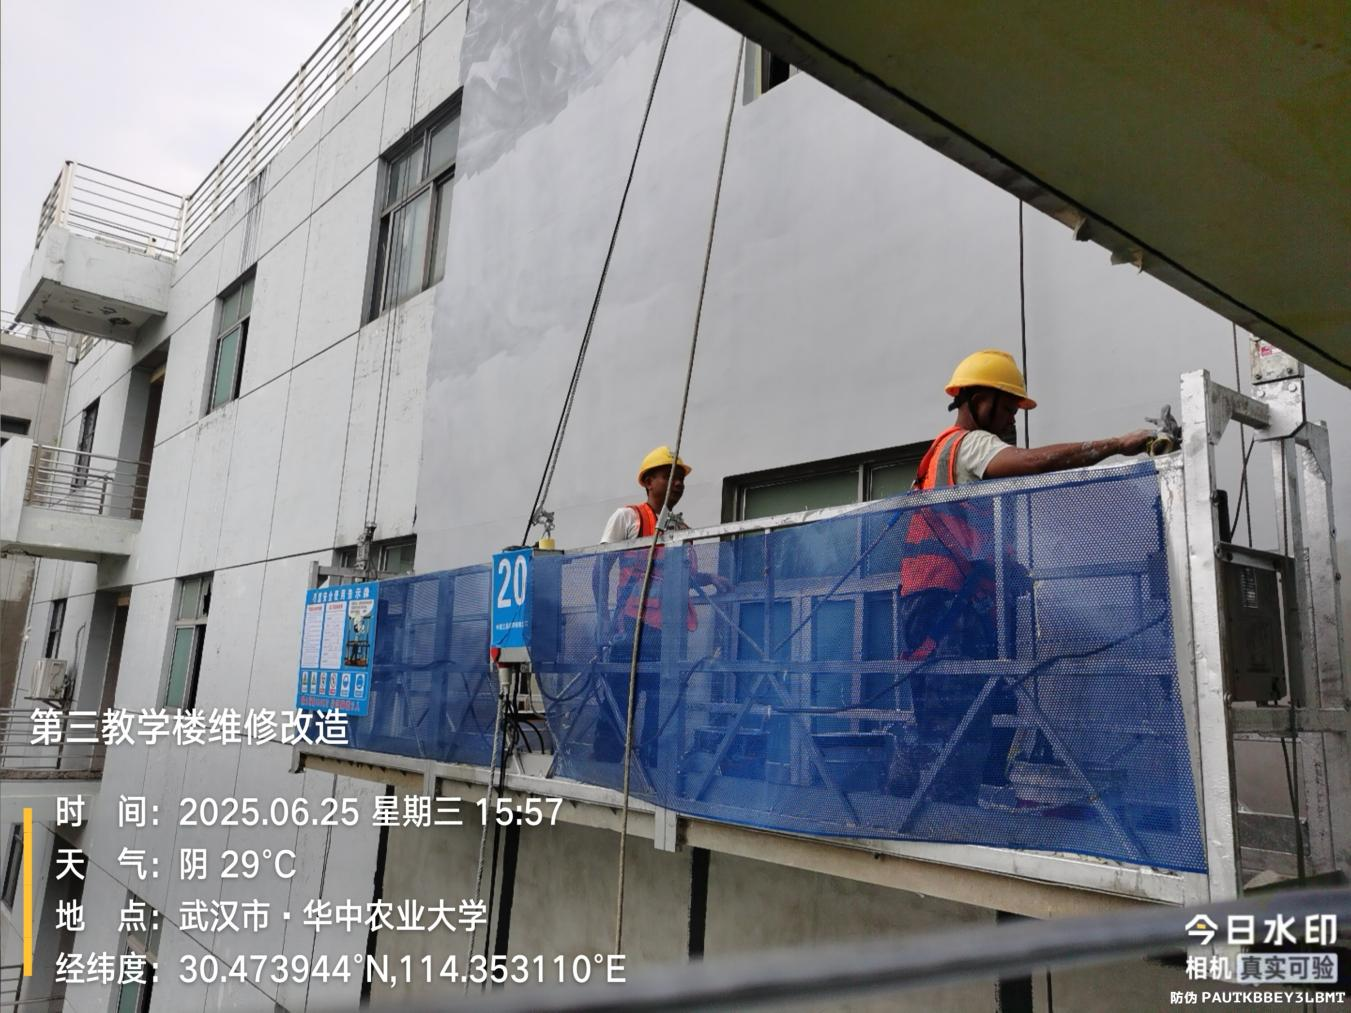 20
第三教学楼维修改造
时 间：2025.06.25 星期三 15:57
天 气：阴 29°C
地 点：武汉市·华中农业大学
经纬度：30.473944°N,114.353110°E
今日水印
相机 真实可验
防伪 PAUTKBBEY3LBMT